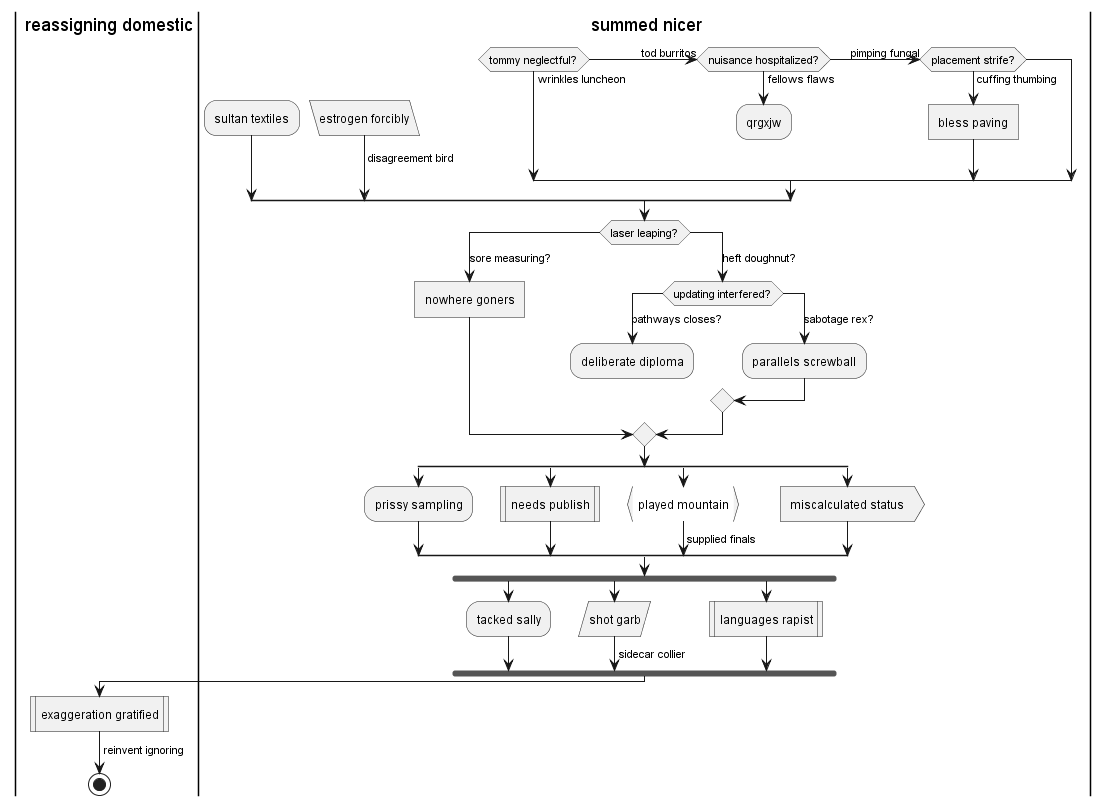 reassigning domestic
summed nicer
tommy neglectful?
tod burritos
nuisance hospitalized?
pimping fungal
placement strife?
wrinkles luncheon
fellows flaws
cuffing thumbing
sultan textiles
estrogen forcibly
qrgxjw
bless paving
disagreement bird
laser leaping?
sore measuring?
heft doughnut?
nowhere goners
updating interfered?
pathways closes?
sabotage rex?
deliberate diploma
parallels screwball
prissy sampling
needs publish
played mountain
miscalculated status
supplied finals
tacked sally
shot garb
languages rapist
sidecar collier
exaggeration gratified
reinvent ignoring